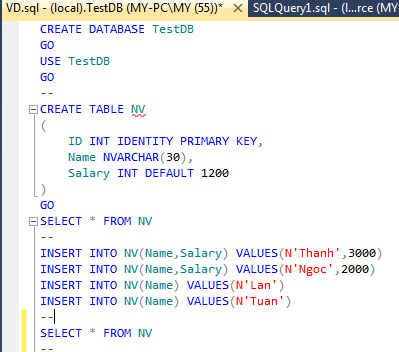 VD.sql - (local).TestDB (MY-PC\MY (55))* SQLQuery1.sql - (l...rce (MY
CREATE DATABASE TestDB
GO
USE TestDB
GO
--
CREATE TABLE NV
(
ID INT IDENTITY PRIMARY KEY,
Name NVARCHAR(30),
Salary INT DEFAULT 1200
)
GO
SELECT * FROM NV
--
INSERT INTO NV(Name,Salary) VALUES(N'Thanh',3000)
INSERT INTO NV(Name,Salary) VALUES(N'Ngoc',2000)
INSERT INTO NV(Name) VALUES(N'Lan')
INSERT INTO NV(Name) VALUES(N'Tuan')
--
SELECT * FROM NV
--